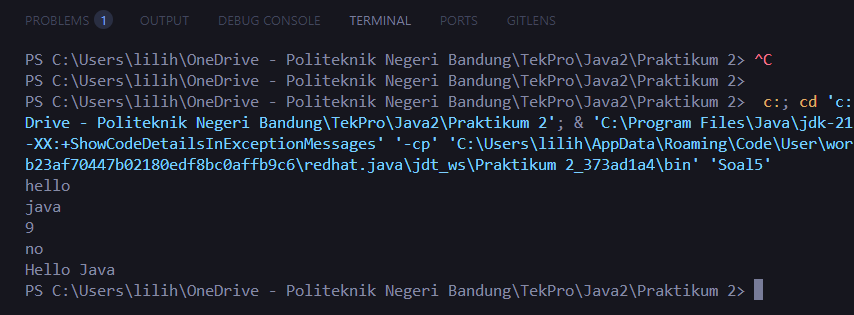 PROBLEMS 1 OUTPUT DEBUG CONSOLE TERMINAL PORTS GITLENS
PS C:\Users\lilih\OneDrive - Politeknik Negeri Bandung\TekPro\Java2\Praktikum 2> ^C
PS C:\Users\lilih\OneDrive - Politeknik Negeri Bandung\TekPro\Java2\Praktikum 2>
PS C:\Users\lilih\OneDrive - Politeknik Negeri Bandung\TekPro\Java2\Praktikum 2>  c:; cd 'c:
Drive - Politeknik Negeri Bandung\TekPro\Java2\Praktikum 2'; & 'C:\Program Files\Java\jdk-21
-XX:+ShowCodeDetailsInExceptionMessages' '-cp' 'C:\Users\lilih\AppData\Roaming\Code\User\wor
b23af70447b02180edf8bc0affb9c6\redhat.java\jdt_ws\Praktikum 2_373ad1a4\bin' 'Soal5'
hello
java
9
no
Hello Java
PS C:\Users\lilih\OneDrive - Politeknik Negeri Bandung\TekPro\Java2\Praktikum 2>